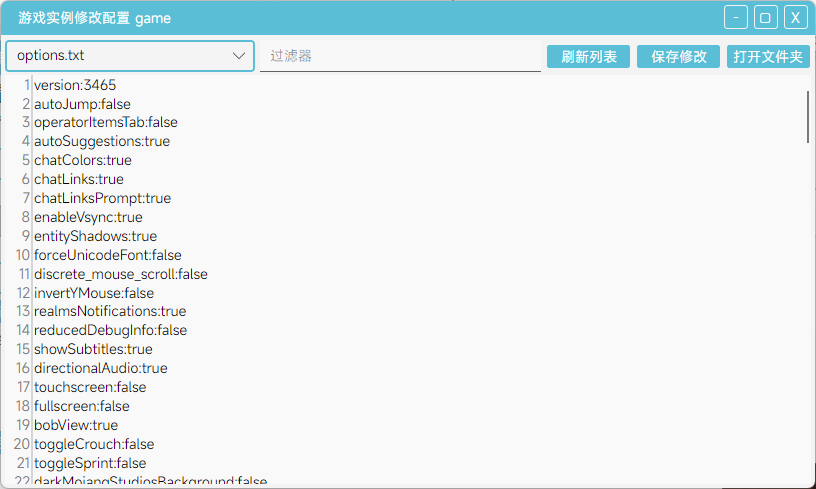 游戏实例修改配置 game
- ▢ X
options.txt 过滤器 刷新列表 保存修改 打开文件夹
1 version:3465
2 autoJump:false
3 operatorItemsTab:false
4 autoSuggestions:true
5 chatColors:true
6 chatLinks:true
7 chatLinksPrompt:true
8 enableVsync:true
9 entityShadows:true
10 forceUnicodeFont:false
11 discrete_mouse_scroll:false
12 invertYMouse:false
13 realmsNotifications:true
14 reducedDebugInfo:false
15 showSubtitles:true
16 directionalAudio:true
17 touchscreen:false
18 fullscreen:false
19 bobView:true
20 toggleCrouch:false
21 toggleSprint:false
22 darkMojangStudiosBackground:false